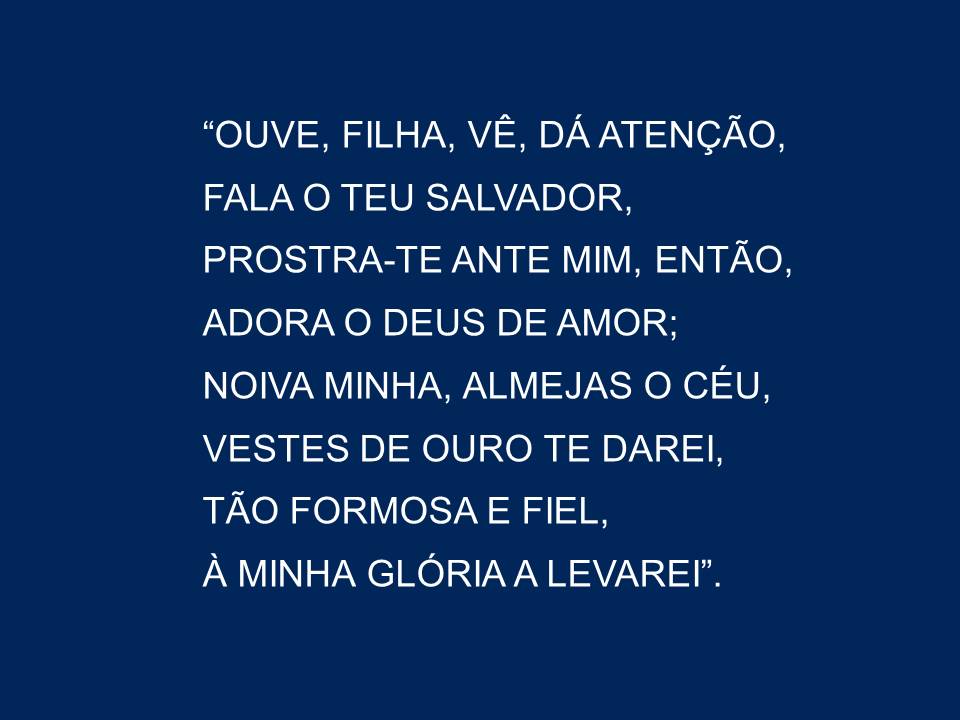 “OUVE, FILHA, VÊ, DÁ ATENÇÃO,
FALA O TEU SALVADOR,
PROSTRA-TE ANTE MIM, ENTÃO,
ADORA O DEUS DE AMOR;
NOIVA MINHA, ALMEJAS O CÉU,
VESTES DE OURO TE DAREI,
TÃO FORMOSA E FIEL,
À MINHA GLÓRIA A LEVAREI”.